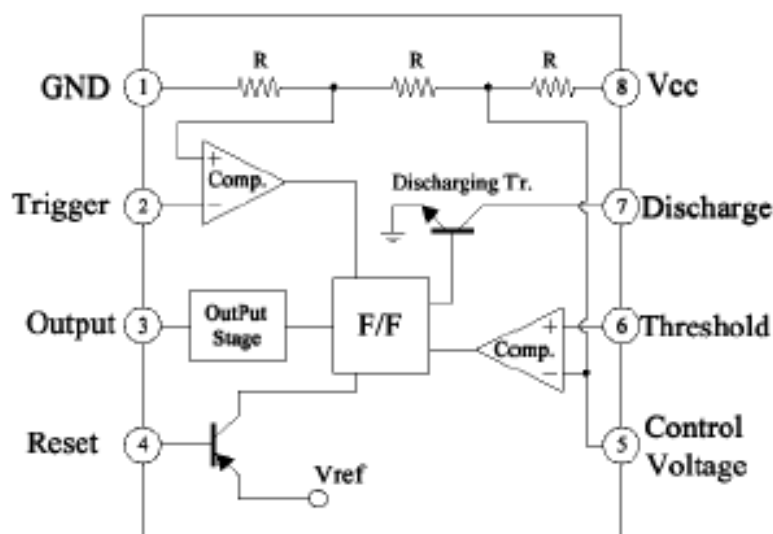 R
R
R
GND
1
8
Vcc
+
Comp.
−
Trigger
2
Discharging Tr.
7
Discharge
Output
3
OutPut
Stage
F/F
+
Comp.
−
6
Threshold
Reset
4
Vref
5
Control
Voltage